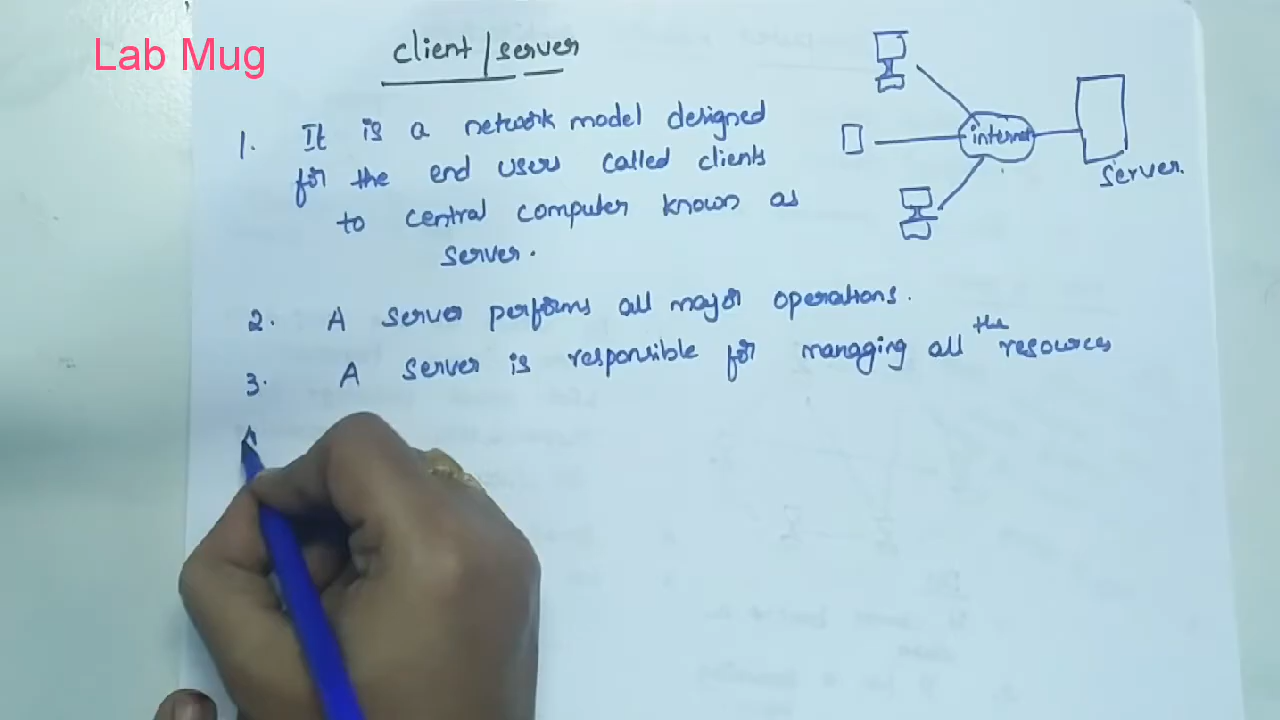 Lab Mug
client/server
1. It is a network model designed
for the end users called clients
to central computer known as
server.
internet
server.
2. A server performs all major operations.
3. A server is responsible for managing all the resources